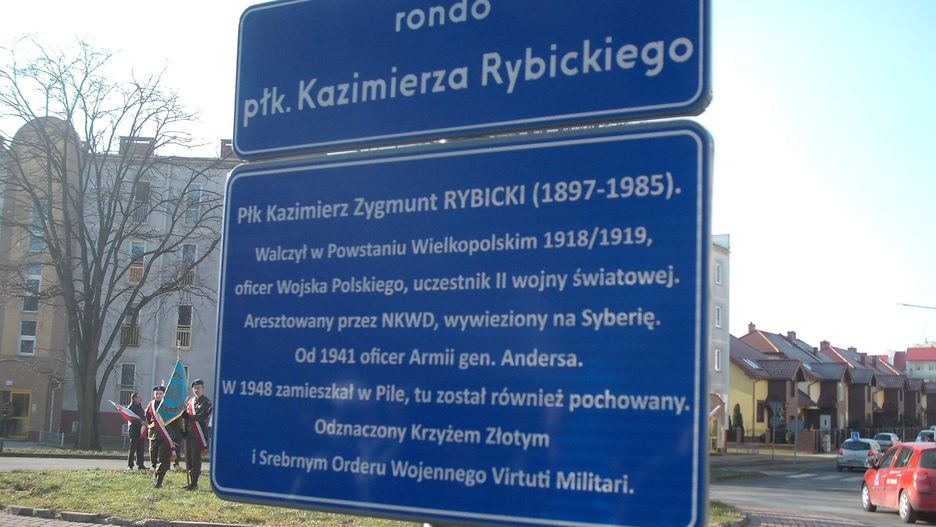 rondo
płk. Kazimierza Rybickiego
Płk Kazimierz Zygmunt RYBICKI (1897-1985).
Walczył w Powstaniu Wielkopolskim 1918/1919,
oficer Wojska Polskiego, uczestnik II wojny światowej.
Aresztowany przez NKWD, wywieziony na Syberię.
Od 1941 oficer Armii gen. Andersa.
W 1948 zamieszkał w Pile, tu został również pochowany.
Odznaczony Krzyżem Złotym
i Srebrnym Orderu Wojennego Virtuti Militari.